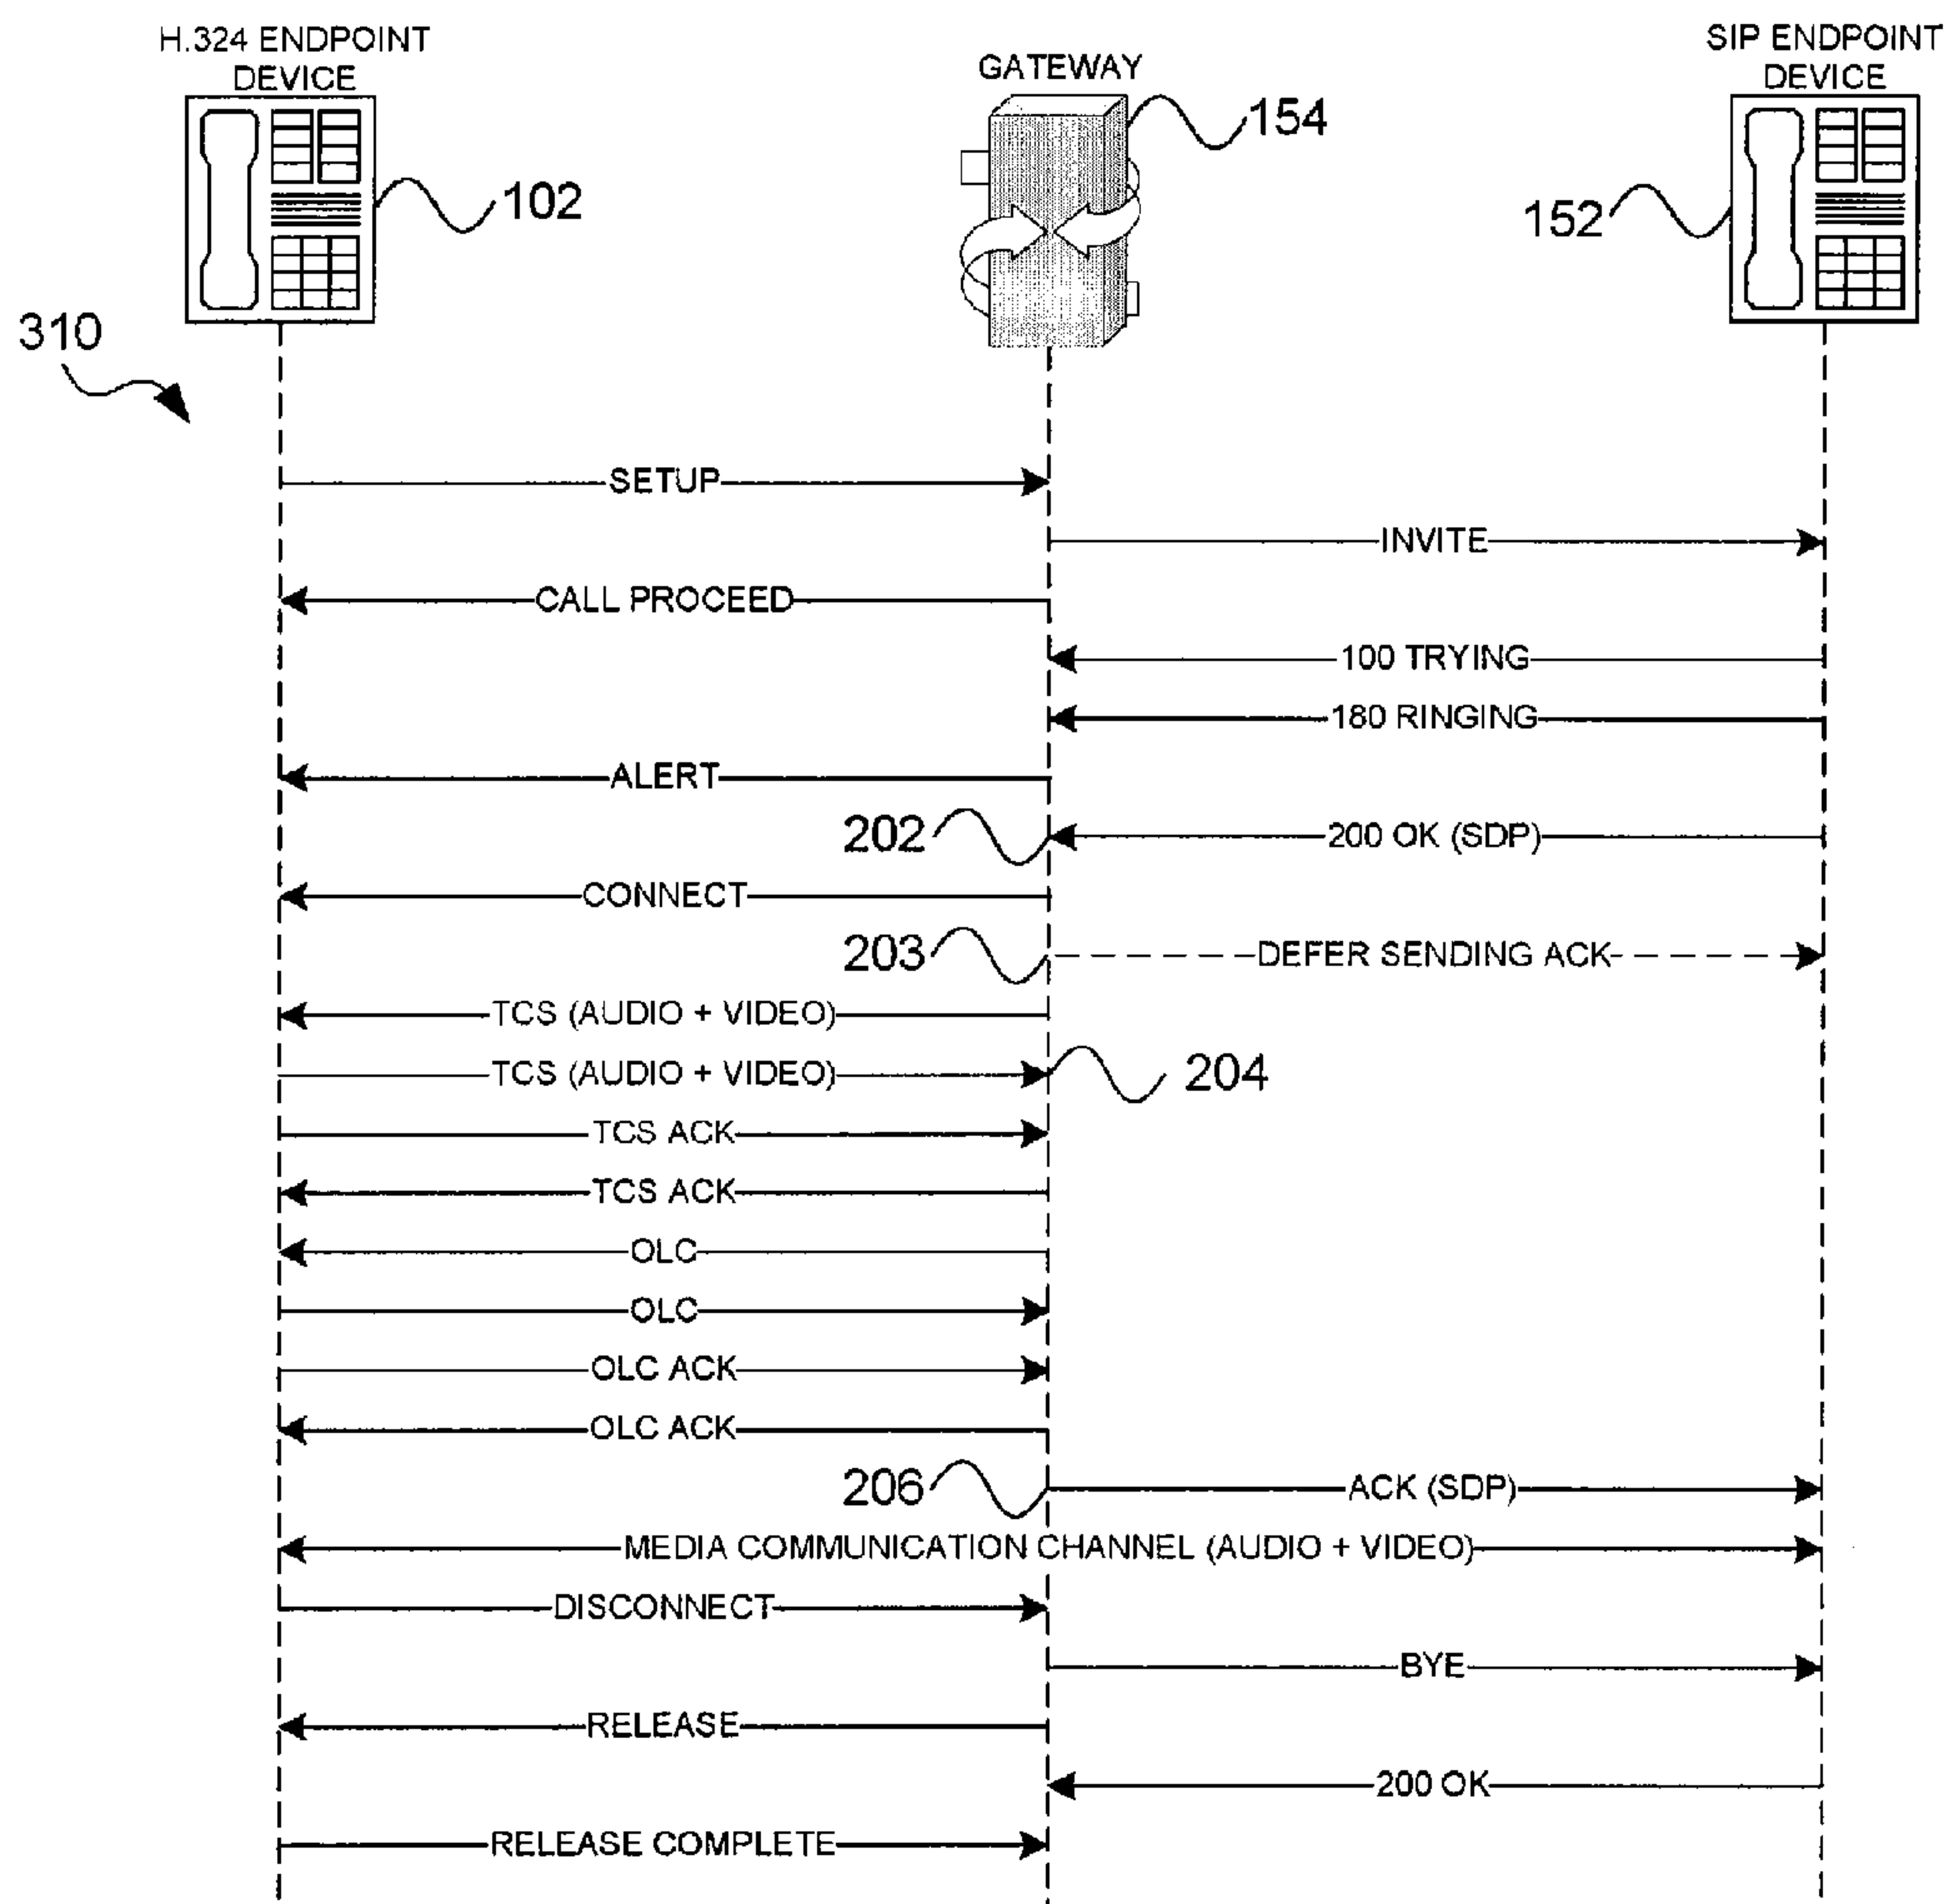 H.324 ENDPOINT
DEVICE
GATEWAY
SIP ENDPOINT
DEVICE
154
102
152
310
SETUP
INVITE
CALL PROCEED
100 TRYING
180 RINGING
ALERT
202
200 OK (SDP)
CONNECT
203
DEFER SENDING ACK
TCS (AUDIO + VIDEO)
TCS (AUDIO + VIDEO)
204
TCS ACK
TCS ACK
OLC
OLC
OLC ACK
OLC ACK
206
ACK (SDP)
MEDIA COMMUNICATION CHANNEL (AUDIO + VIDEO)
DISCONNECT
BYE
RELEASE
200 OK
RELEASE COMPLETE